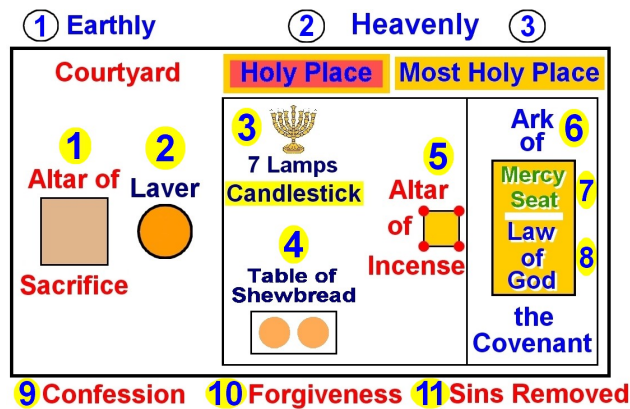 1 Earthly 2 Heavenly 3
Courtyard Holy Place Most Holy Place
1
Altar of
Sacrifice
2
Laver
3
7 Lamps
Candlestick
4
Table of
Shewbread
5
Altar
of
Incense
Ark 6
of
Mercy
Seat 7
Law
of 8
God
the
Covenant
9 Confession 10 Forgiveness 11 Sins Removed